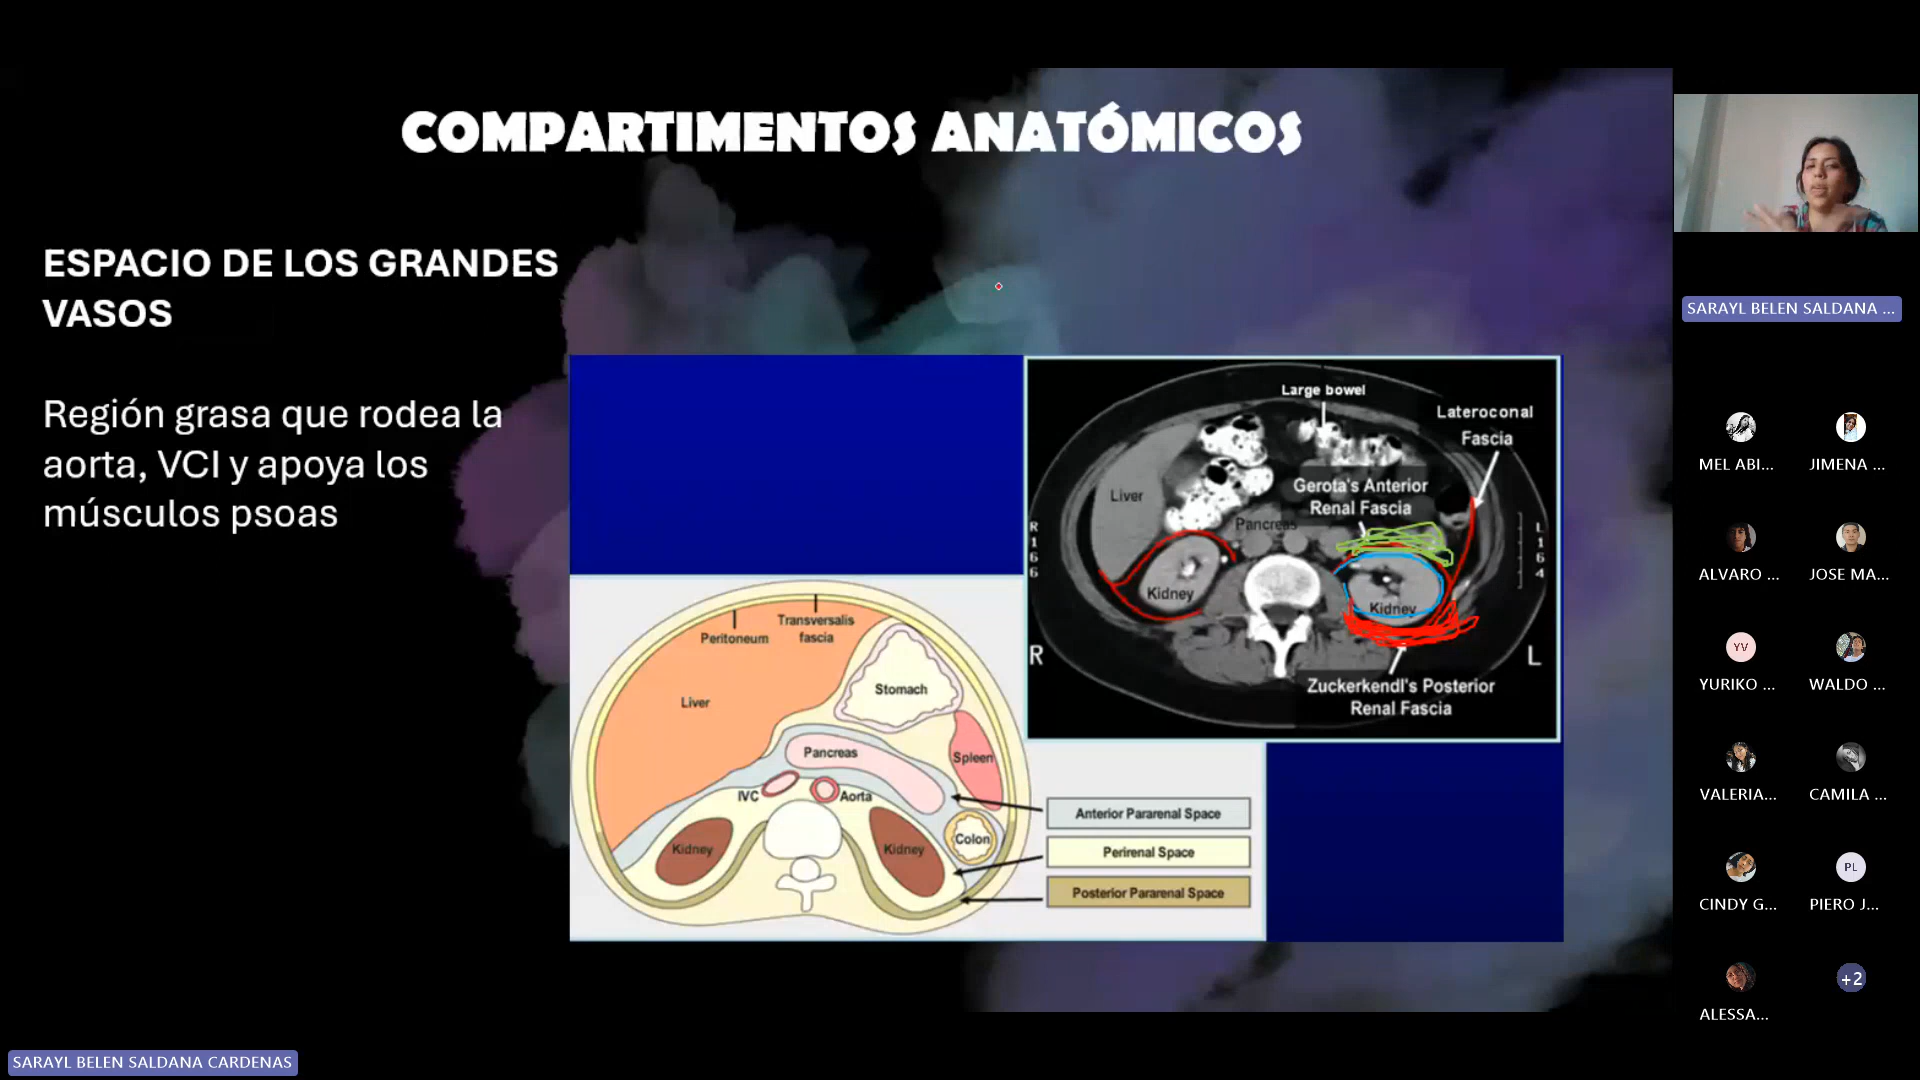 COMPARTIMENTOS ANATÓMICOS
ESPACIO DE LOS GRANDES
VASOS
Región grasa que rodea la
aorta, VCI y apoya los
músculos psoas
Large bowel
Lateroconal
Fascia
Gerota's Anterior
Renal Fascia
Liver
Pancreas
Kidney
Kidney
R
166
L
164
R
L
Zuckerkendl's Posterior
Renal Fascia
Peritoneum
Transversalis
fascia
Liver
Stomach
Pancreas
Spleen
IVC
Aorta
Colon
Kidney
Kidney
Anterior Pararenal Space
Perirenal Space
Posterior Pararenal Space
SARAYL BELEN SALDANA ...
MEL ABI...
JIMENA ...
ALVARO ...
JOSE MA...
YV
YURIKO ...
WALDO ...
VALERIA...
CAMILA ...
CINDY G...
PL
PIERO J...
ALESSA...
+2
SARAYL BELEN SALDANA CARDENAS